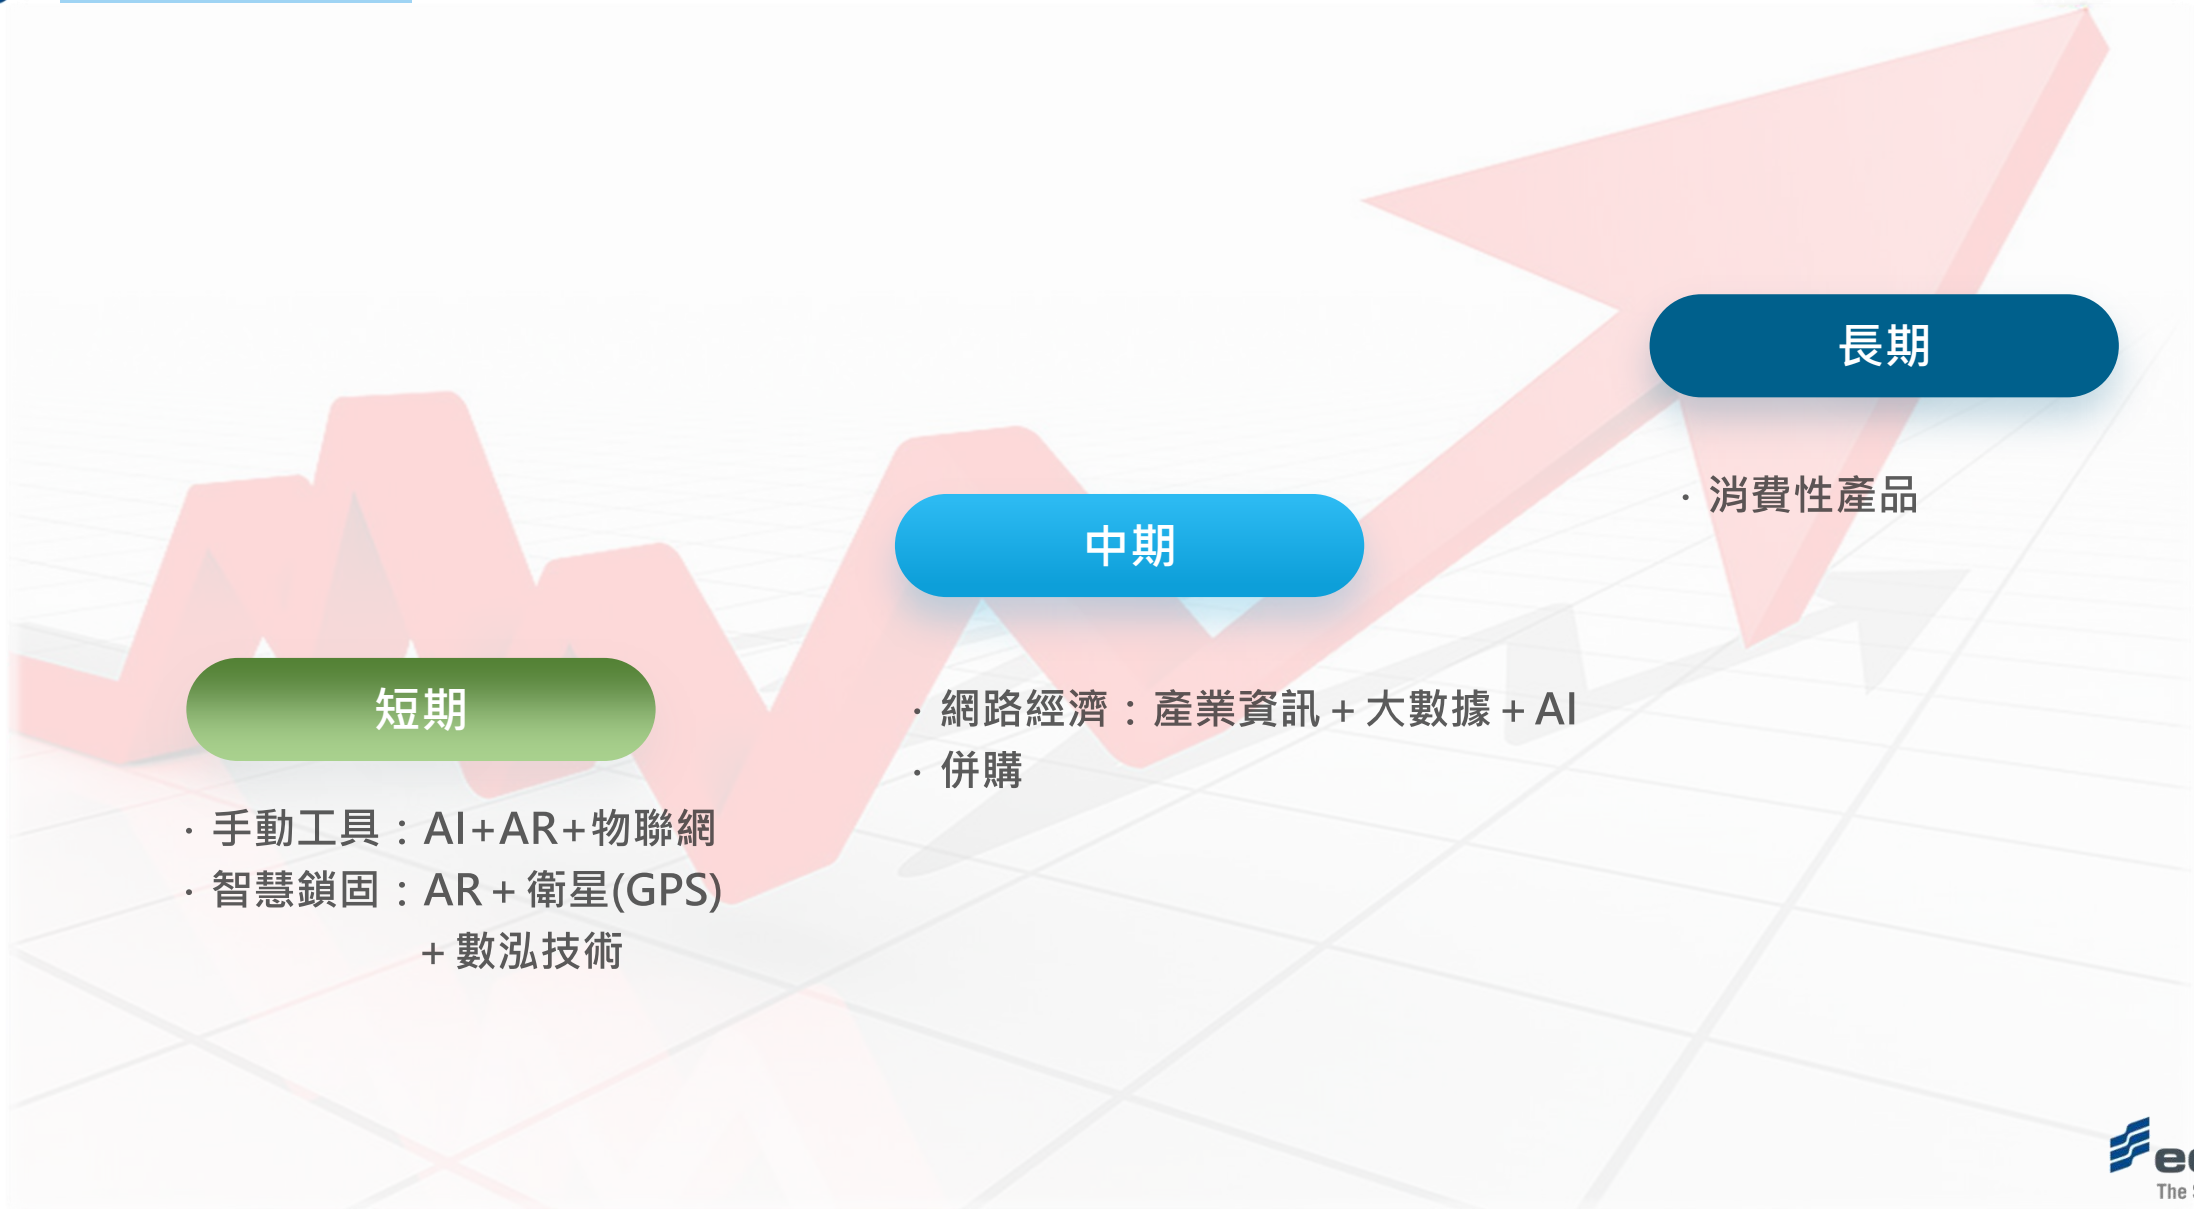 長期
· 消費性產品
中期
· 網路經濟：產業資訊 + 大數據 + AI
· 併購
短期
· 手動工具：AI+AR+物聯網
· 智慧鎖固：AR + 衛星(GPS)
+ 數泓技術
The